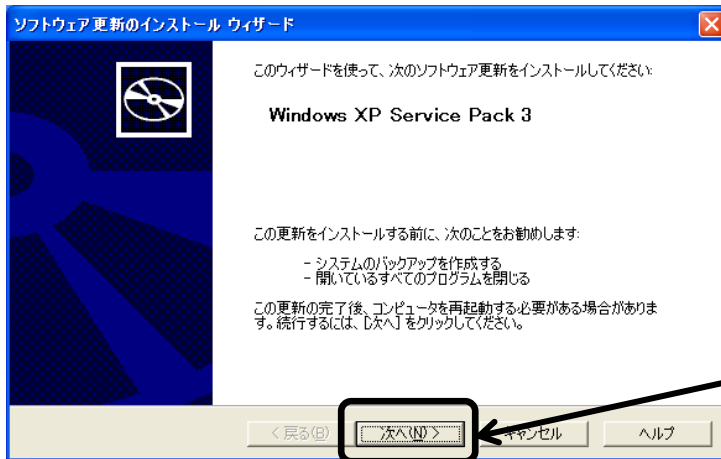 ソフトウェア更新のインストール ウィザード
このウィザードを使って、次のソフトウェア更新をインストールしてください:
Windows XP Service Pack 3
この更新をインストールする前に、次のことをお勧めします:
- システムのバックアップを作成する
- 開いているすべてのプログラムを閉じる
この更新の完了後、コンピュータを再起動する必要がある場合がありま
す。続行するには、[次へ] をクリックしてください。
< 戻る(B) 次へ(N) > キャンセル ヘルプ